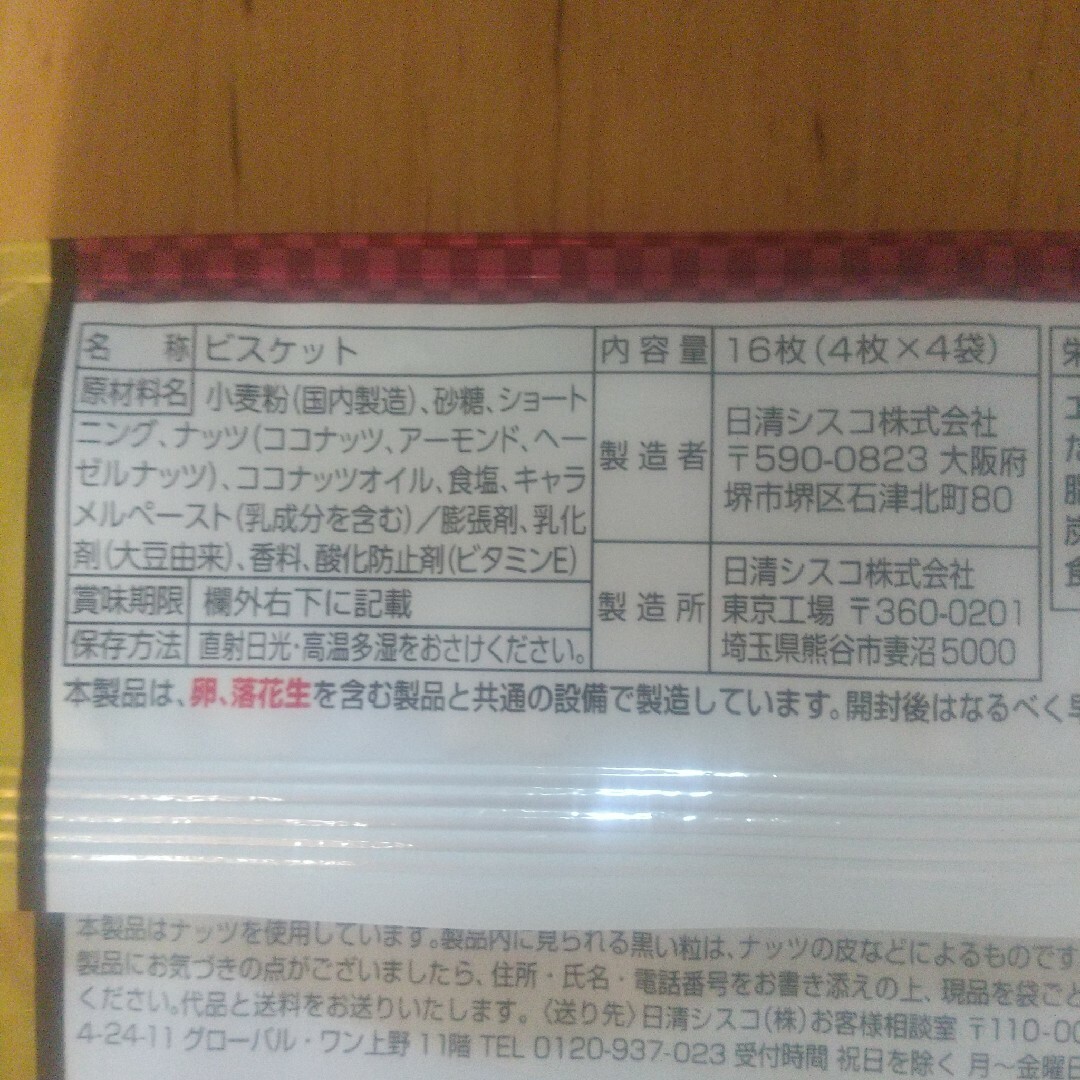 名称 ビスケット
原材料名 小麦粉(国内製造)、砂糖、ショート
ニング、ナッツ(ココナッツ、アーモンド、ヘー
ゼルナッツ)、ココナッツオイル、食塩、キャラ
メルペースト(乳成分を含む)/膨張剤、乳化
剤(大豆由来)、香料、酸化防止剤(ビタミンE)
賞味期限 欄外右下に記載
保存方法 直射日光・高温多湿をおさけください。
内容量 16枚(4枚×4袋)
製造者 日清シスコ株式会社
〒590-0823 大阪府
堺市堺区石津北町80
製造所 日清シスコ株式会社
東京工場 〒360-0201
埼玉県熊谷市妻沼5000
栄
エ
た
脂
炭
食
本製品は、卵、落花生を含む製品と共通の設備で製造しています。開封後はなるべく早
本製品はナッツを使用しています。製品内に見られる黒い粒は、ナッツの皮などによるものです
製品にお気づきの点がございましたら、住所・氏名・電話番号をお書き添えの上、現品を袋ごと
ください。代品と送料をお送りいたします。〈送り先〉日清シスコ(株)お客様相談室 〒110-00
4-24-11 グローバル・ワン上野 11階 TEL 0120-937-023 受付時間 祝日を除く 月～金曜日